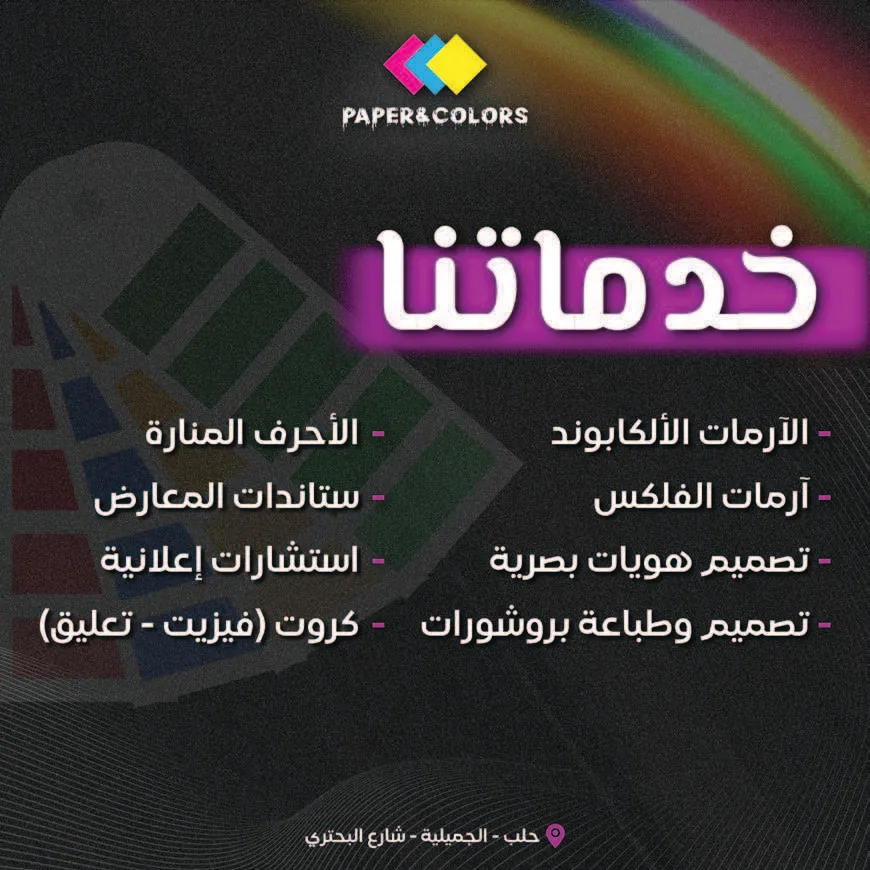 PAPER&COLORS
خدماتنا
- الآرمات الألكابوند
- آرمات الفلكس
- تصميم هويات بصرية
- تصميم وطباعة بروشورات
- الأحرف المنارة
- ستاندات المعارض
- استشارات إعلانية
- كروت (فيزيت - تعليق)
حلب - الجميلية - شارع البحتري